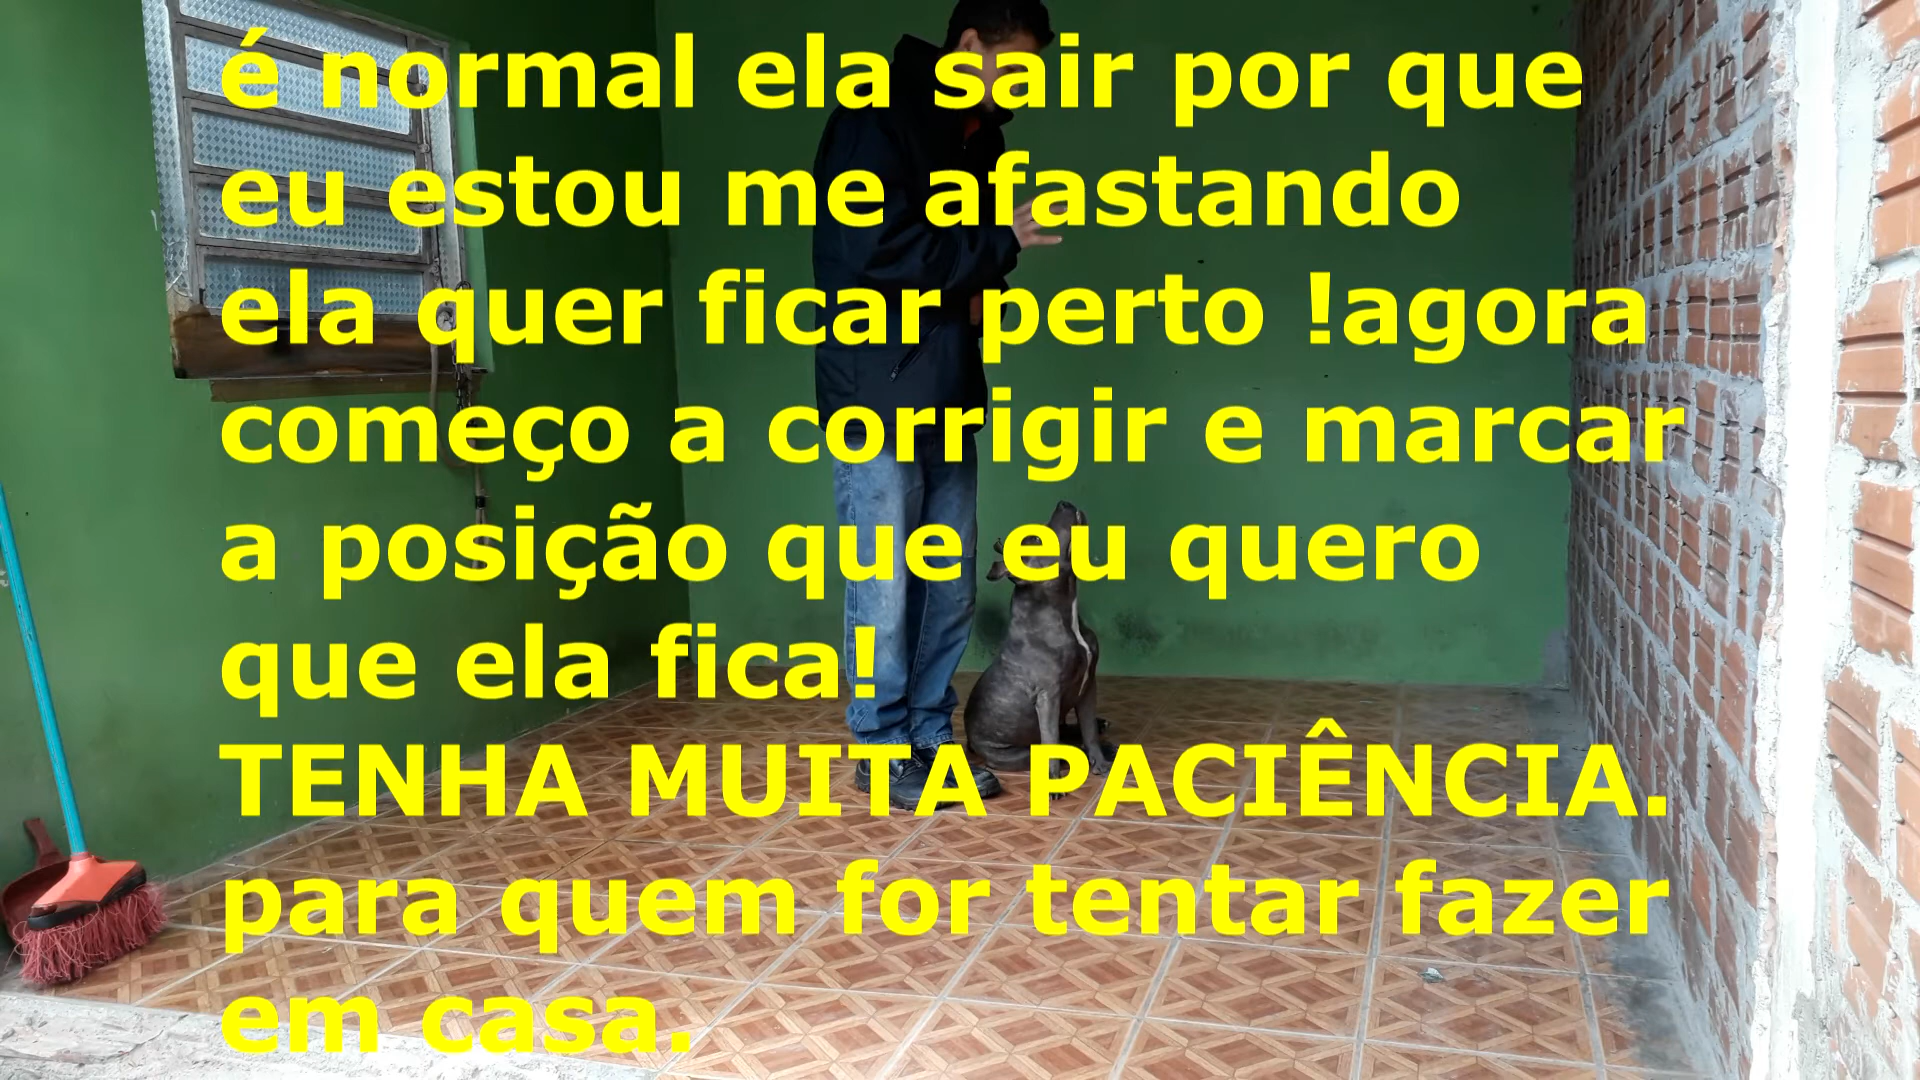 é normal ela sair por que
eu estou me afastando
ela quer ficar perto !agora
começo a corrigir e marcar
a posição que eu quero
que ela fica!
TENHA MUITA PACIÊNCIA.
para quem for tentar fazer
em casa.